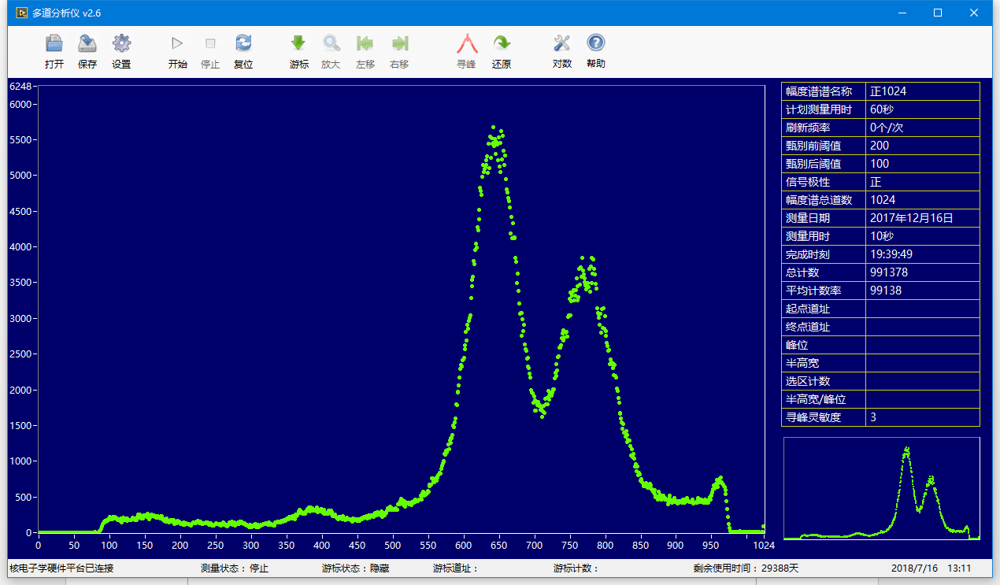 多道分析仪 v2.6
打开 保存 设置 开始 停止 复位 游标 放大 左移 右移 寻峰 还原 对数 帮助
6248
6000
5500
5000
4500
4000
3500
3000
2500
2000
1500
1000
500
0
0 50 100 150 200 250 300 350 400 450 500 550 600 650 700 750 800 850 900 950 1024
幅度谱谱名称 正1024
计划测量用时 60秒
刷新频率 0个/次
甄别前阈值 200
甄别后阈值 100
信号极性 正
幅度谱总道数 1024
测量日期 2017年12月16日
测量用时 10秒
完成时刻 19:39:49
总计数 991378
平均计数率 99138
起点道址
终点道址
峰位
半高宽
选区计数
半高宽/峰位
寻峰灵敏度 3
核电子学硬件平台已连接 测量状态： 停止 游标状态： 隐藏 游标道址： 游标计数： 剩余使用时间： 29388天 2018/7/16 13:11